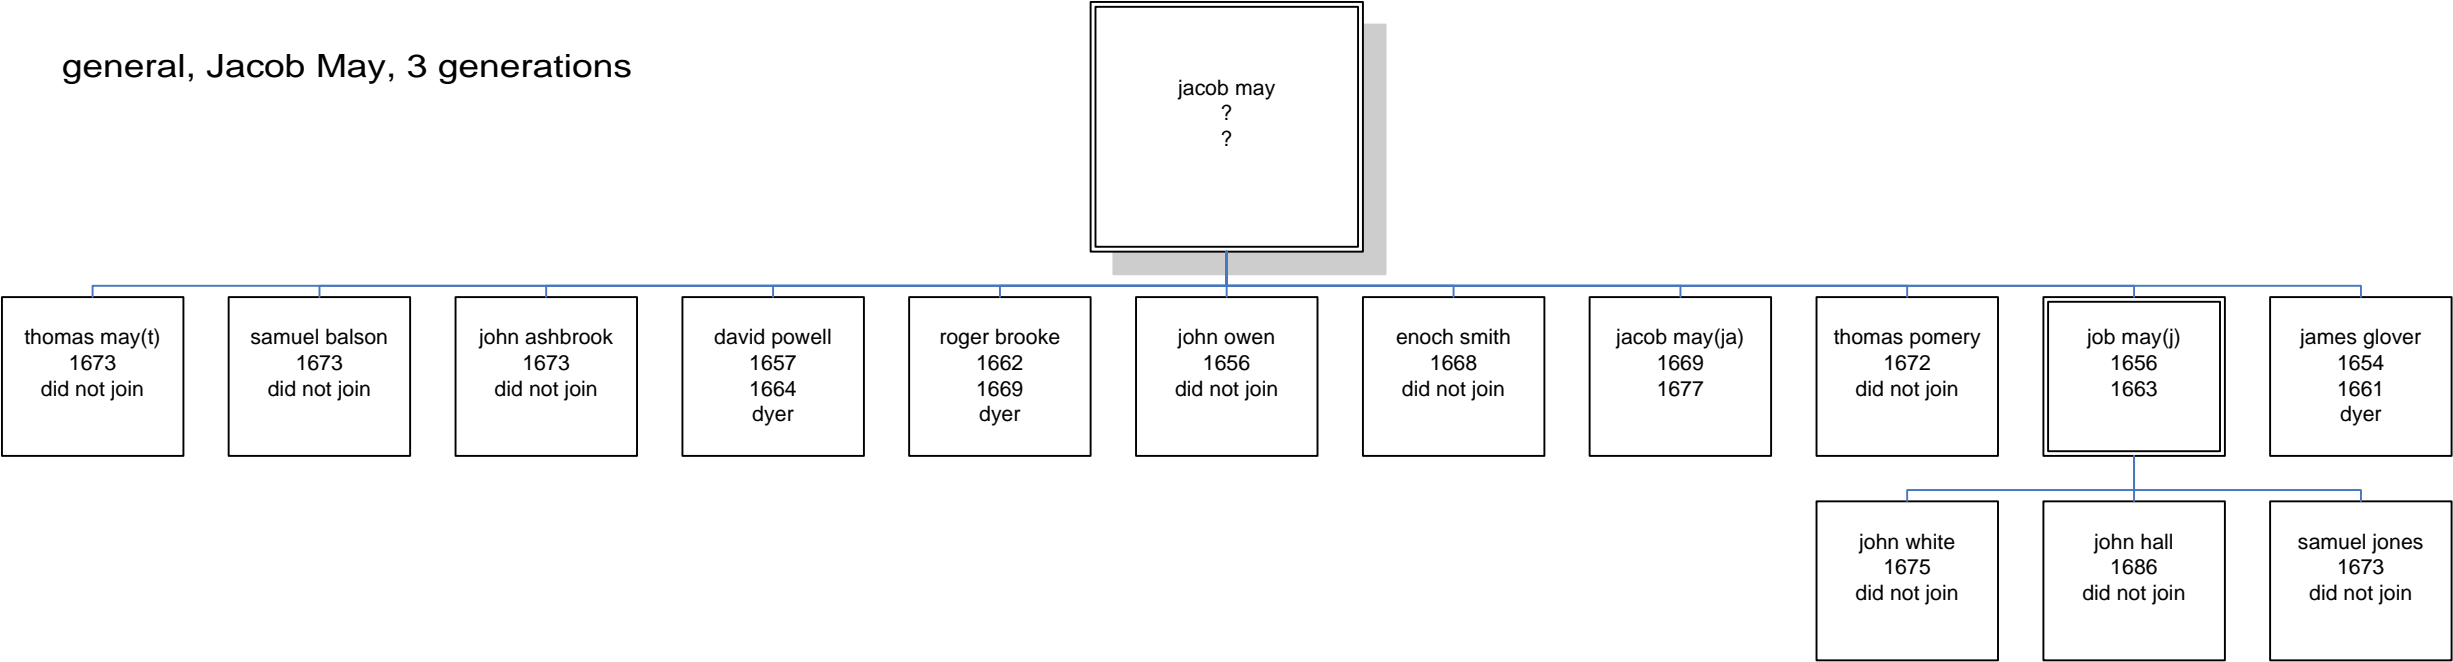 general, Jacob May, 3 generations
jacob may
?
?
thomas may(t)
1673
did not join
samuel balson
1673
did not join
john ashbrook
1673
did not join
david powell
1657
1664
dyer
roger brooke
1662
1669
dyer
john owen
1656
did not join
enoch smith
1668
did not join
jacob may(ja)
1669
1677
thomas pomery
1672
did not join
job may(j)
1656
1663
james glover
1654
1661
dyer
john white
1675
did not join
john hall
1686
did not join
samuel jones
1673
did not join